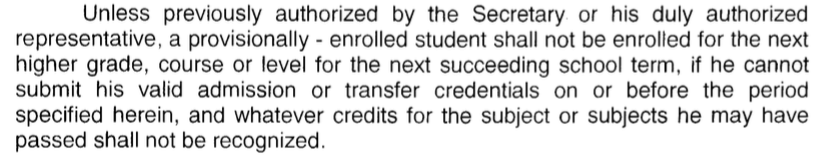 Unless previously authorized by the Secretary or his duly authorized
representative, a provisionally - enrolled student shall not be enrolled for the next
higher grade, course or level for the next succeeding school term, if he cannot
submit his valid admission or transfer credentials on or before the period
specified herein, and whatever credits for the subject or subjects he may have
passed shall not be recognized.